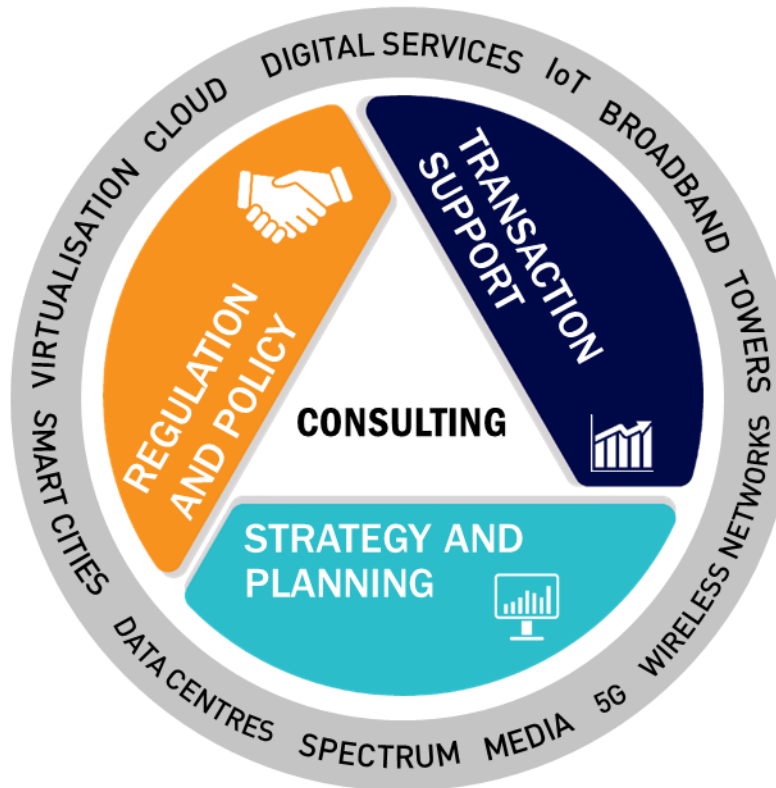 DIGITAL SERVICES
IoT
BROADBAND
TOWERS
WIRELESS NETWORKS
5G
MEDIA
SPECTRUM
DATA CENTRES
SMART CITIES
VIRTUALISATION
CLOUD
TRANSACTION
SUPPORT
REGULATION
AND POLICY
CONSULTING
STRATEGY AND
PLANNING